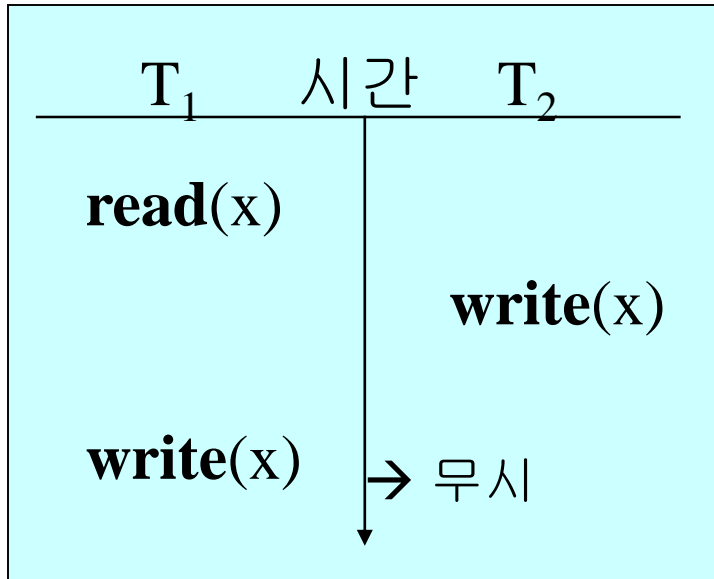 T₁ 시간 T₂
read(x)
write(x)
write(x) → 무시